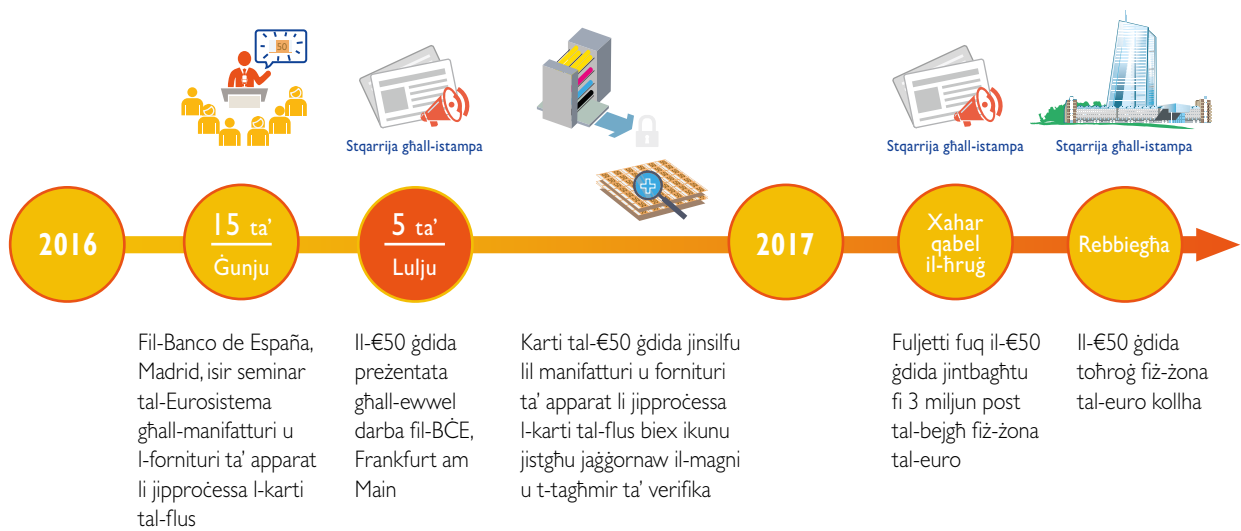 50
Stqarrija għall-istampa
Stqarrija għall-istampa
Stqarrija għall-istampa
2016
15 ta'
Ġunju
5 ta'
Lulju
2017
Xahar
qabel
il-ħruġ
Rebbiegħa
Fil-Banco de España,
Madrid, isir seminar
tal-Eurosistema
għall-manifatturi u
l-fornituri ta' apparat
li jipproċessa l-karti
tal-flus
Il-€50 ġdida
preżentata
għall-ewwel
darba fil-BĊE,
Frankfurt am
Main
Karti tal-€50 ġdida jinsilfu
lil manifatturi u fornituri
ta' apparat li jipproċessa
l-karti tal-flus biex ikunu
jistgħu jaġġornaw il-magni
u t-tagħmir ta' verifika
Fuljetti fuq il-€50
ġdida jintbagħtu
fi 3 miljun post
tal-bejgħ fiż-żona
tal-euro
Il-€50 ġdida
toħroġ fiż-żona
tal-euro kollha